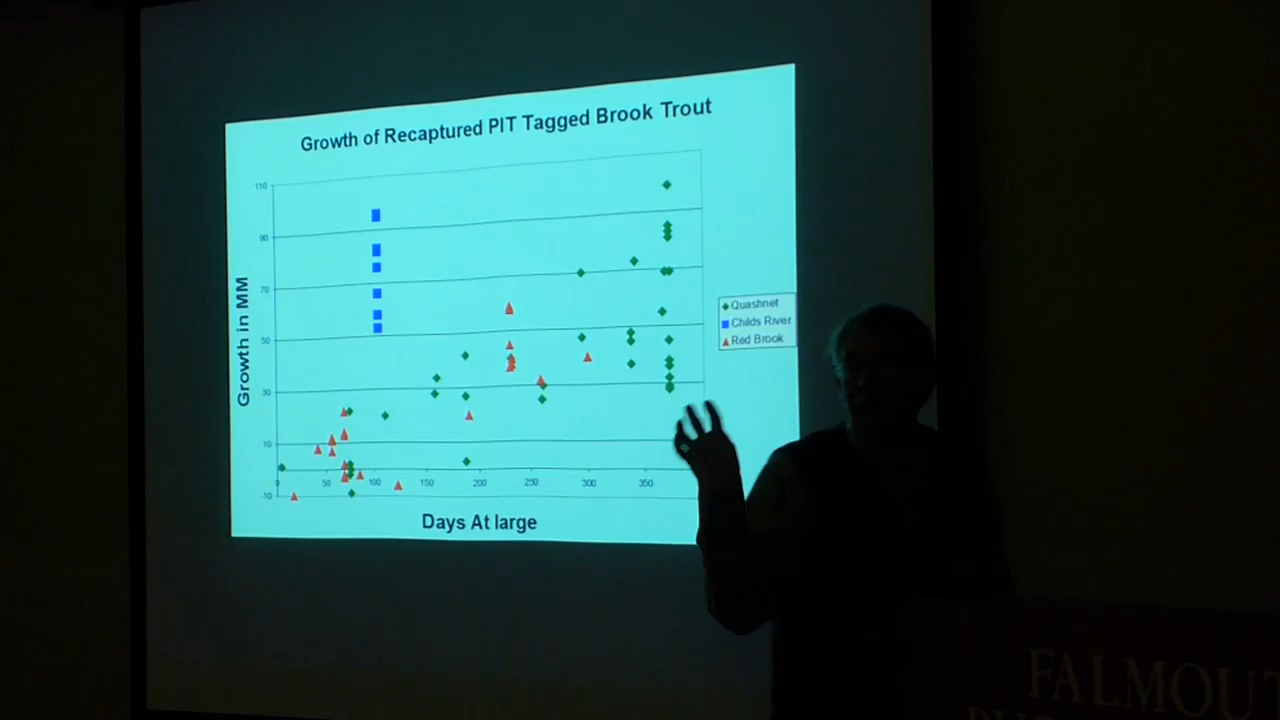 Growth of Recaptured PIT Tagged Brook Trout
110
90
70
50
30
10
-10
Growth in MM
0 50 100 150 200 250 300 350
Days At large
Quashnet
Childs River
Red Brook
FALMOU